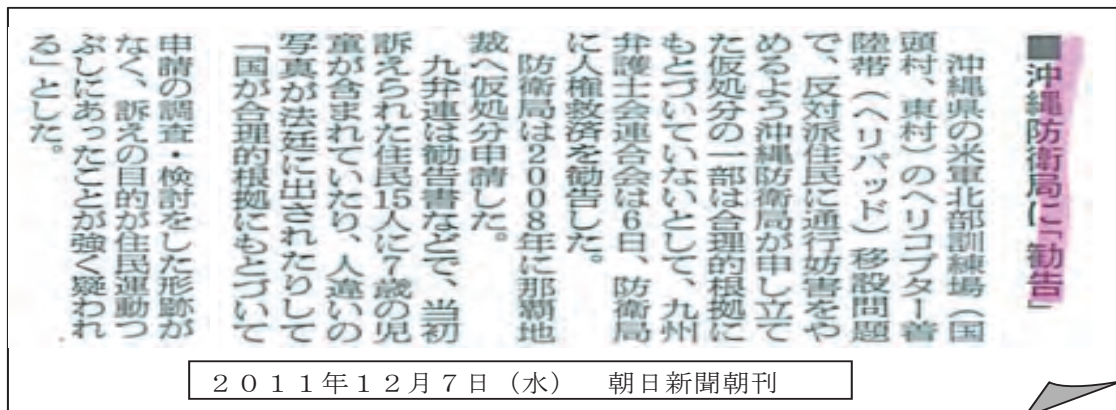 ■沖縄防衛局に「勧告」
沖縄県の米軍北部訓練場（国
頭村、東村）のヘリコプター着
陸帯（ヘリパッド）移設問題
で、反対派住民に通行妨害をや
めるよう沖縄防衛局が申し立て
た仮処分の一部は合理的根拠に
もとづいていないとして、九州
弁護士会連合会は6日、防衛局
に人権救済を勧告した。
防衛局は2008年に那覇地
裁へ仮処分申請した。
九弁連は勧告書などで、当初
訴えられた住民15人に7歳の児
童が含まれていたり、人違いの
写真が法廷に出されたりして
「国が合理的根拠にもとづいて
申請の調査・検討をした形跡が
なく、訴えの目的が住民運動つ
ぶしにあったことが強く疑われ
る」とした。
２０１１年１２月７日（水）　朝日新聞朝刊